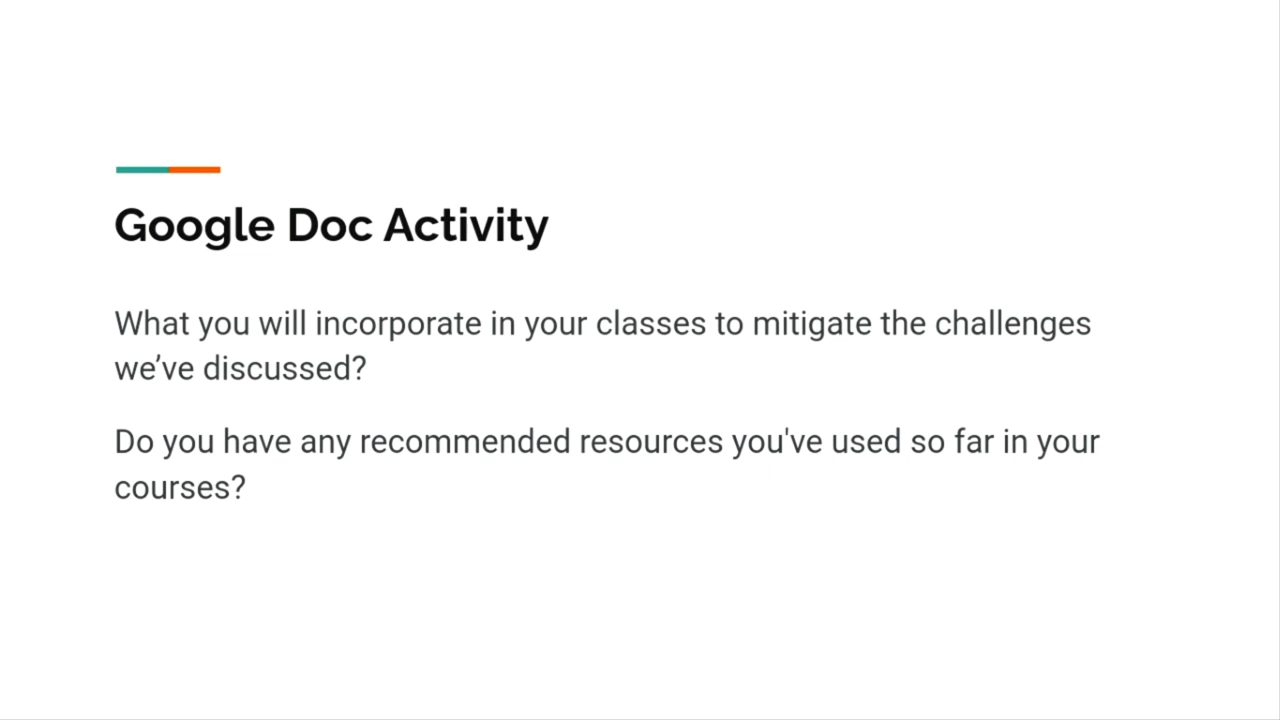 Google Doc Activity
What you will incorporate in your classes to mitigate the challenges
we’ve discussed?
Do you have any recommended resources you've used so far in your
courses?